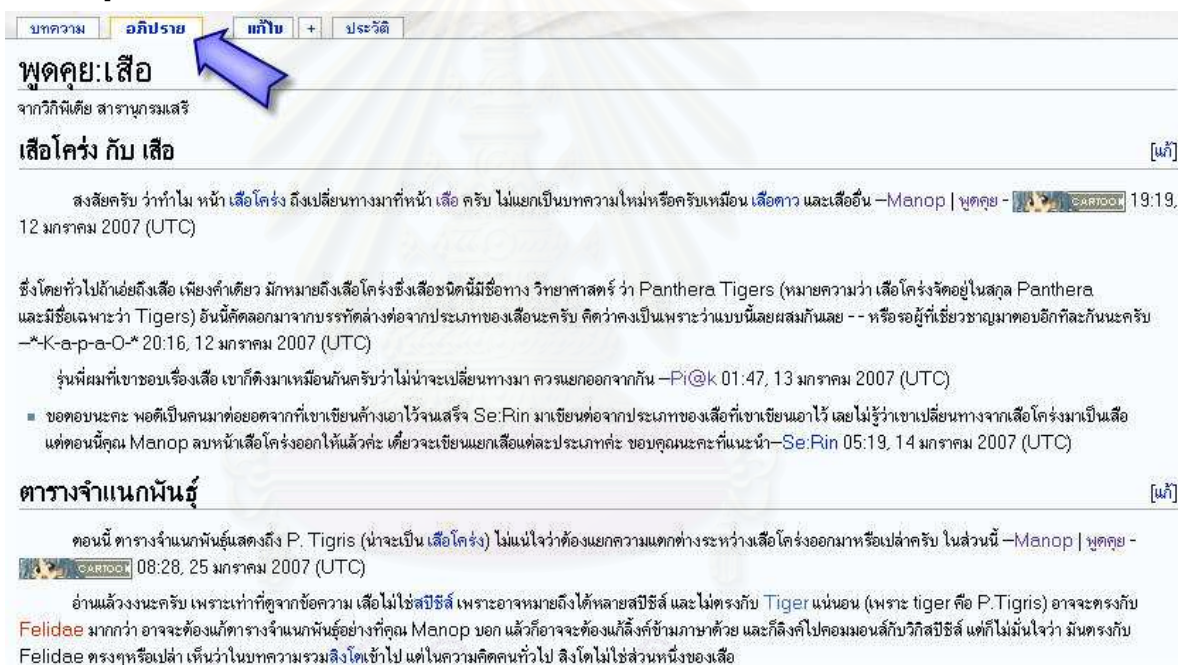 บทความ อภิปราย แก้ไข + ประวัติ
พูดคุย:เสือ
จากวิกิพีเดีย สารานุกรมเสรี
เสือโคร่ง กับ เสือ [แก้]
สงสัยครับ ว่าทำไม หน้า เสือโคร่ง ถึงเปลี่ยนทางมาที่หน้า เสือ ครับ ไม่แยกเป็นบทความใหม่หรือครับเหมือน เสือดาว และเสืออื่น –Manop | พูดคุย - CARTOON 19:19,
12 มกราคม 2007 (UTC)
ซึ่งโดยทั่วไปถ้าเอ่ยถึงเสือ เพียงคำเดียว มักหมายถึงเสือโคร่งซึ่งเสือชนิดนี้มีชื่อทาง วิทยาศาสตร์ ว่า Panthera Tigers (หมายความว่า เสือโคร่งจัดอยู่ในสกุล Panthera
และมีชื่อเฉพาะว่า Tigers) อันนี้คัดลอกมาจากบรรทัดล่างต่อจากประเภทของเสือนะครับ คิดว่าคงเป็นเพราะว่าแบบนี้เลยผสมกันเลย - - หรือรอผู้ที่เชี่ยวชาญมาตอบอีกทีละกันนะครับ
–*-K-a-p-a-O-* 20:16, 12 มกราคม 2007 (UTC)
รุ่นพี่ผมที่เขาชอบเรื่องเสือ เขาก็ติงมาเหมือนกันครับว่าไม่น่าจะเปลี่ยนทางมา ควรแยกออกจากกัน –Pi@k 01:47, 13 มกราคม 2007 (UTC)
ขอตอบนะคะ พอดีเป็นคนมาต่อยอดจากที่เขาเขียนค้างเอาไว้จนเสร็จ Se:Rin มาเขียนต่อจากประเภทของเสือที่เขาเขียนเอาไว้ เลยไม่รู้ว่าเขาเปลี่ยนทางจากเสือโคร่งมาเป็นเสือ
แต่ตอนนี้คุณ Manop ลบหน้าเสือโคร่งออกให้แล้วค่ะ เดี๋ยวจะเขียนแยกเสือแต่ละประเภทค่ะ ขอบคุณนะคะที่แนะนำ–Se:Rin 05:19, 14 มกราคม 2007 (UTC)
ตารางจำแนกพันธุ์ [แก้]
ตอนนี้ ตารางจำแนกพันธุ์แสดงถึง P. Tigris (น่าจะเป็น เสือโคร่ง) ไม่แน่ใจว่าต้องแยกความแตกต่างระหว่างเสือโคร่งออกมาหรือเปล่าครับ ในส่วนนี้ –Manop | พูดคุย -
CARTOON 08:28, 25 มกราคม 2007 (UTC)
อ่านแล้วงงนะครับ เพราะเท่าที่ดูจากข้อความ เสือไม่ใช่สปีชีส์ เพราะอาจหมายถึงได้หลายสปีชีส์ และไม่ตรงกับ Tiger แน่นอน (เพราะ tiger คือ P.Tigris) อาจจะตรงกับ
Felidae มากกว่า อาจจะต้องแก้ตารางจำแนกพันธุ์อย่างที่คุณ Manop บอก แล้วก็อาจจะต้องแก้ลิ้งค์ข้ามภาษาด้วย และก็ลิงค์ไปคอมมอนส์กับวิกิสปีชีส์ แต่ก็ไม่มั่นใจว่า มันตรงกับ
Felidae ตรงๆหรือเปล่า เห็นว่าในบทความรวมสิงโตเข้าไป แต่ในความคิดคนทั่วไป สิงโตไม่ใช่ส่วนหนึ่งของเสือ